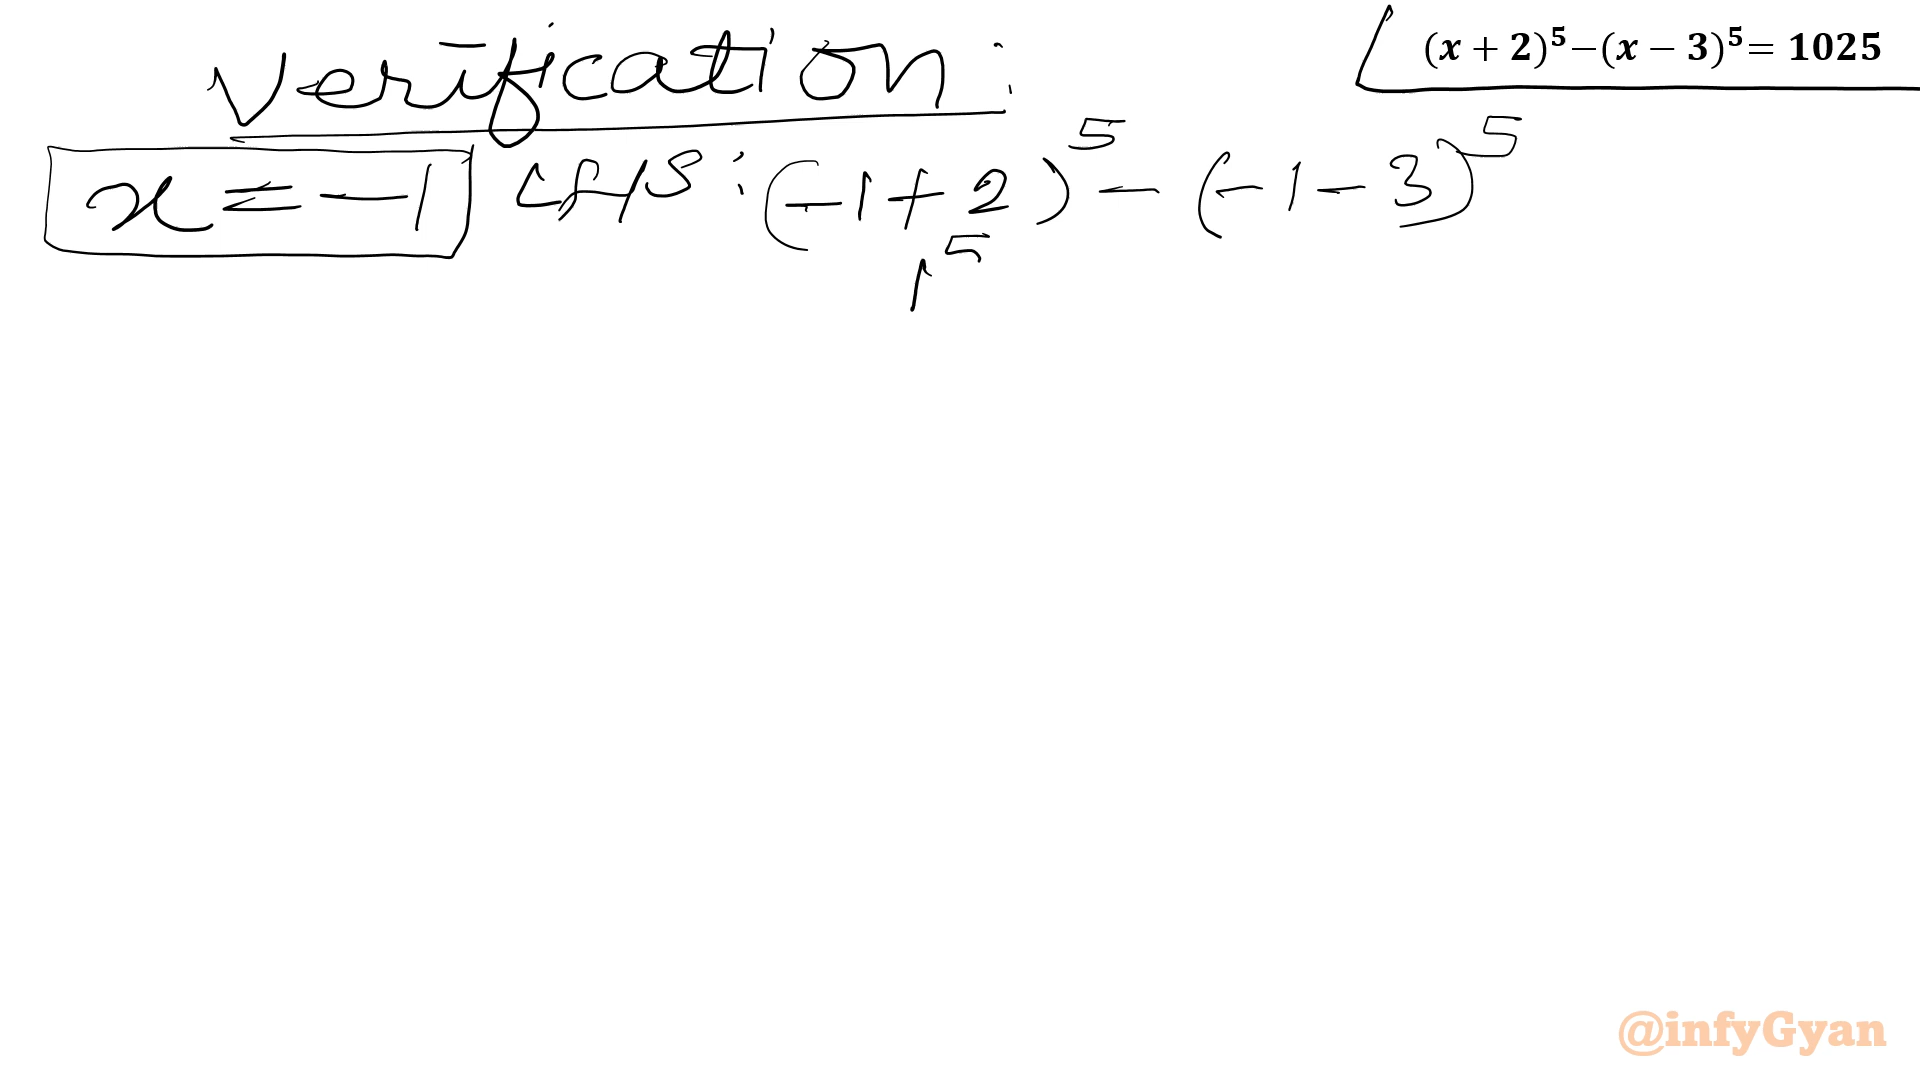 Verification:
(x + 2)⁵−(x − 3)⁵= 1025
x = -1 LHS: (-1+2)⁵ - (-1-3)⁵
1⁵
@infyGyan